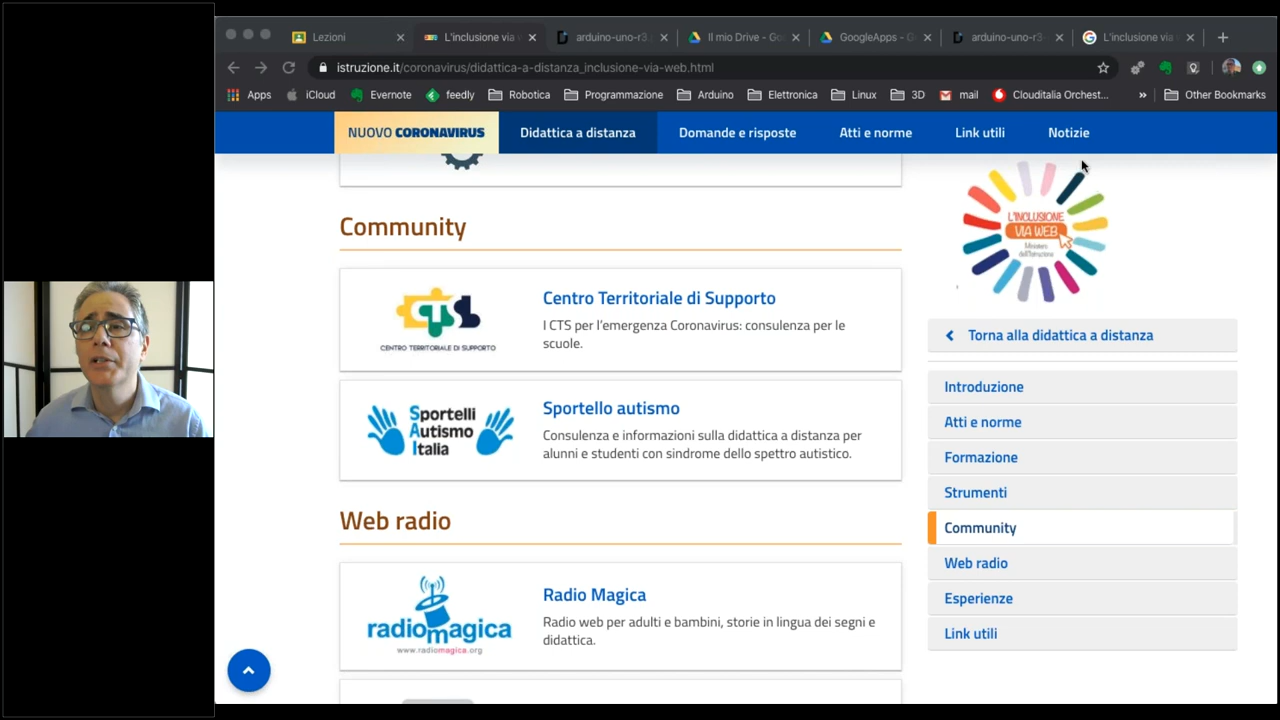 Lezioni
L'inclusione via w
arduino-uno-r3.
Il mio Drive - Go
GoogleApps - G
arduino-uno-r3
L'inclusione via
istruzione.it/coronavirus/didattica-a-distanza_inclusione-via-web.html
Apps
iCloud
Evernote
feedly
Robotica
Programmazione
Arduino
Elettronica
Linux
3D
mail
Clouditalia Orchest...
»
Other Bookmarks
NUOVO CORONAVIRUS
Didattica a distanza
Domande e risposte
Atti e norme
Link utili
Notizie
Community
CTS
CENTRO TERRITORIALE DI SUPPORTO
Centro Territoriale di Supporto
I CTS per l'emergenza Coronavirus: consulenza per le
scuole.
Sportelli
Autismo
Italia
Sportello autismo
Consulenza e informazioni sulla didattica a distanza per
alunni e studenti con sindrome dello spettro autistico.
Web radio
radiomagica
www.radiomagica.org
Radio Magica
Radio web per adulti e bambini, storie in lingua dei segni e
didattica.
L'INCLUSIONE
VIA WEB
Ministero
dell'Istruzione
Torna alla didattica a distanza
Introduzione
Atti e norme
Formazione
Strumenti
Community
Web radio
Esperienze
Link utili